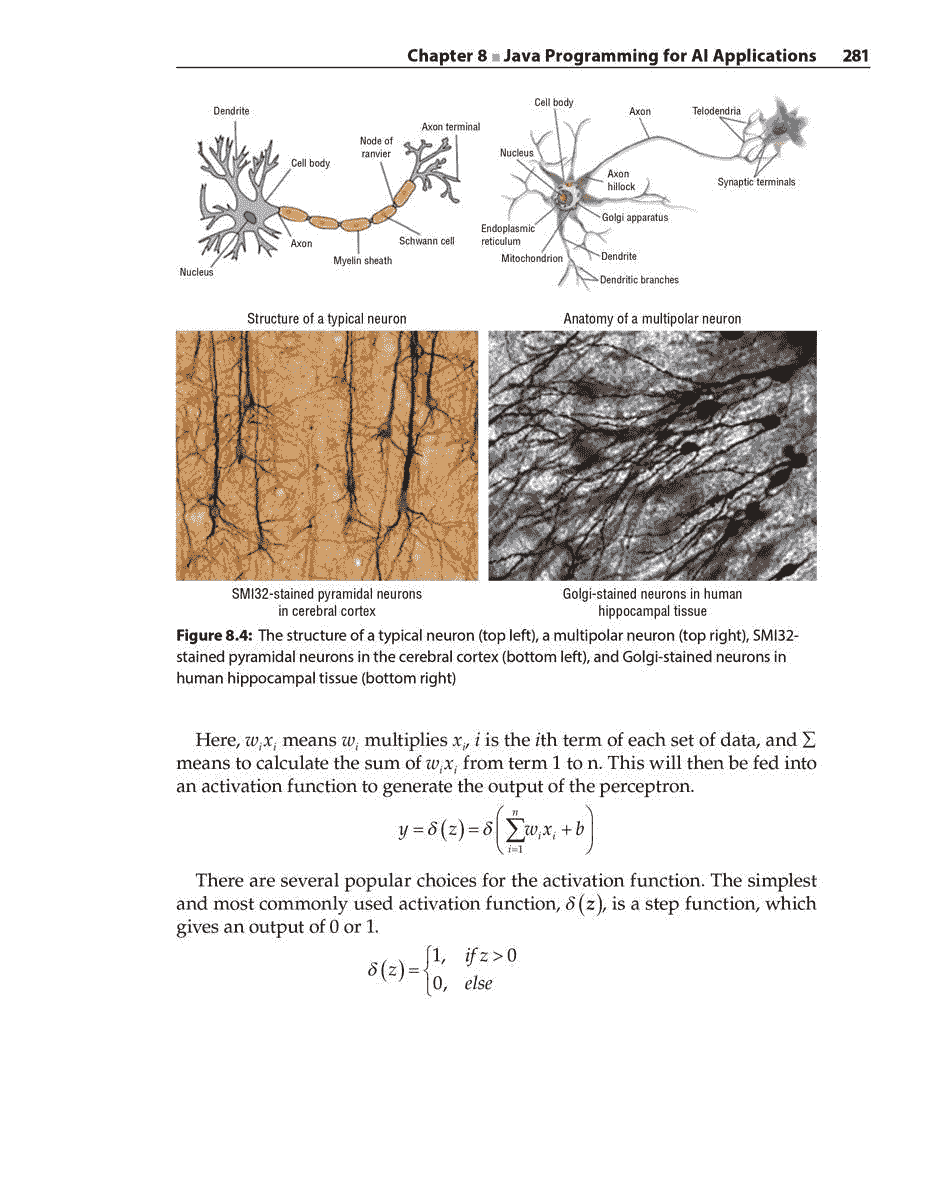 Chapter 8 ■ Java Programming for AI Applications 281
Dendrite
Cell body
Node of
ranvier
Axon terminal
Axon
Schwann cell
Myelin sheath
Nucleus
Structure of a typical neuron
Cell body
Axon
Telodendria
Nucleus
Axon
hillock
Synaptic terminals
Golgi apparatus
Endoplasmic
reticulum
Mitochondrion
Dendrite
Dendritic branches
Anatomy of a multipolar neuron
SMI32-stained pyramidal neurons
in cerebral cortex
Golgi-stained neurons in human
hippocampal tissue
Figure 8.4: The structure of a typical neuron (top left), a multipolar neuron (top right), SMI32-
stained pyramidal neurons in the cerebral cortex (bottom left), and Golgi-stained neurons in
human hippocampal tissue (bottom right)
Here, wᵢxᵢ means wᵢ multiplies xᵢ, i is the ith term of each set of data, and Σ
means to calculate the sum of wᵢxᵢ from term 1 to n. This will then be fed into
an activation function to generate the output of the perceptron.
y = δ(z) = δ(∑ⁿᵢ₌₁ wᵢxᵢ + b)
There are several popular choices for the activation function. The simplest
and most commonly used activation function, δ(z), is a step function, which
gives an output of 0 or 1.
δ(z) = {1, if z > 0
0, else